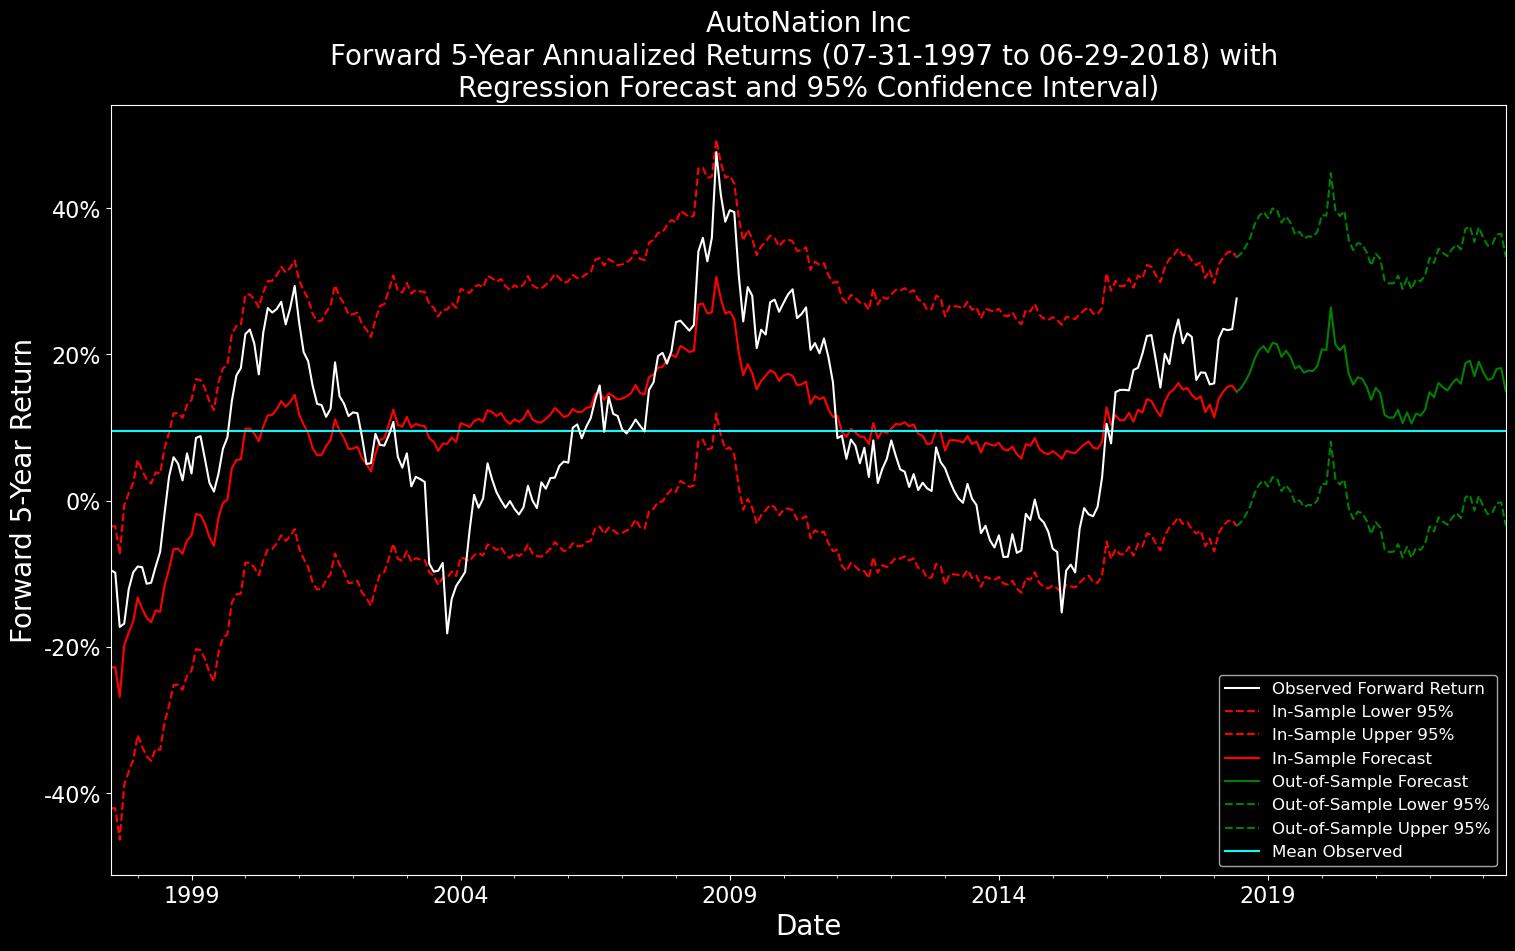 AutoNation Inc
Forward 5-Year Annualized Returns (07-31-1997 to 06-29-2018) with
Regression Forecast and 95% Confidence Interval)
Forward 5-Year Return
40%
20%
0%
-20%
-40%
Observed Forward Return
In-Sample Lower 95%
In-Sample Upper 95%
In-Sample Forecast
Out-of-Sample Forecast
Out-of-Sample Lower 95%
Out-of-Sample Upper 95%
Mean Observed
1999 2004 2009 2014 2019
Date